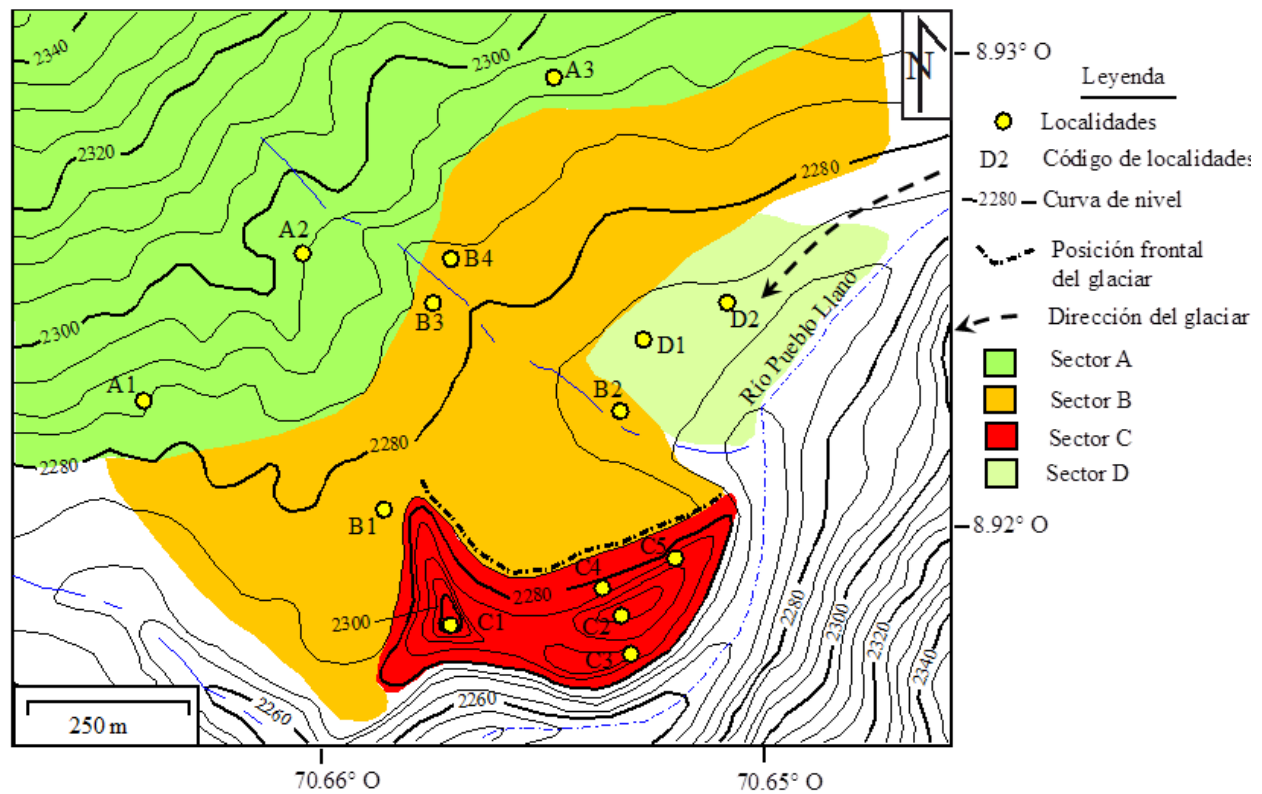 2340
2300
A3
N
8.93° O
Leyenda
Localidades
D2 Código de localidades
-2280- Curva de nivel
Posición frontal
del glaciar
Dirección del glaciar
Sector A
Sector B
Sector C
Sector D
2320
2280
A2
B4
B3
2300
D2
D1
Río Pueblo Llano
A1
B2
2280
2280
B1
8.92° O
C5
C4
2280
2300
C1
C2
C3
2280
2300
2320
2340
2260
2260
250 m
70.66° O
70.65° O